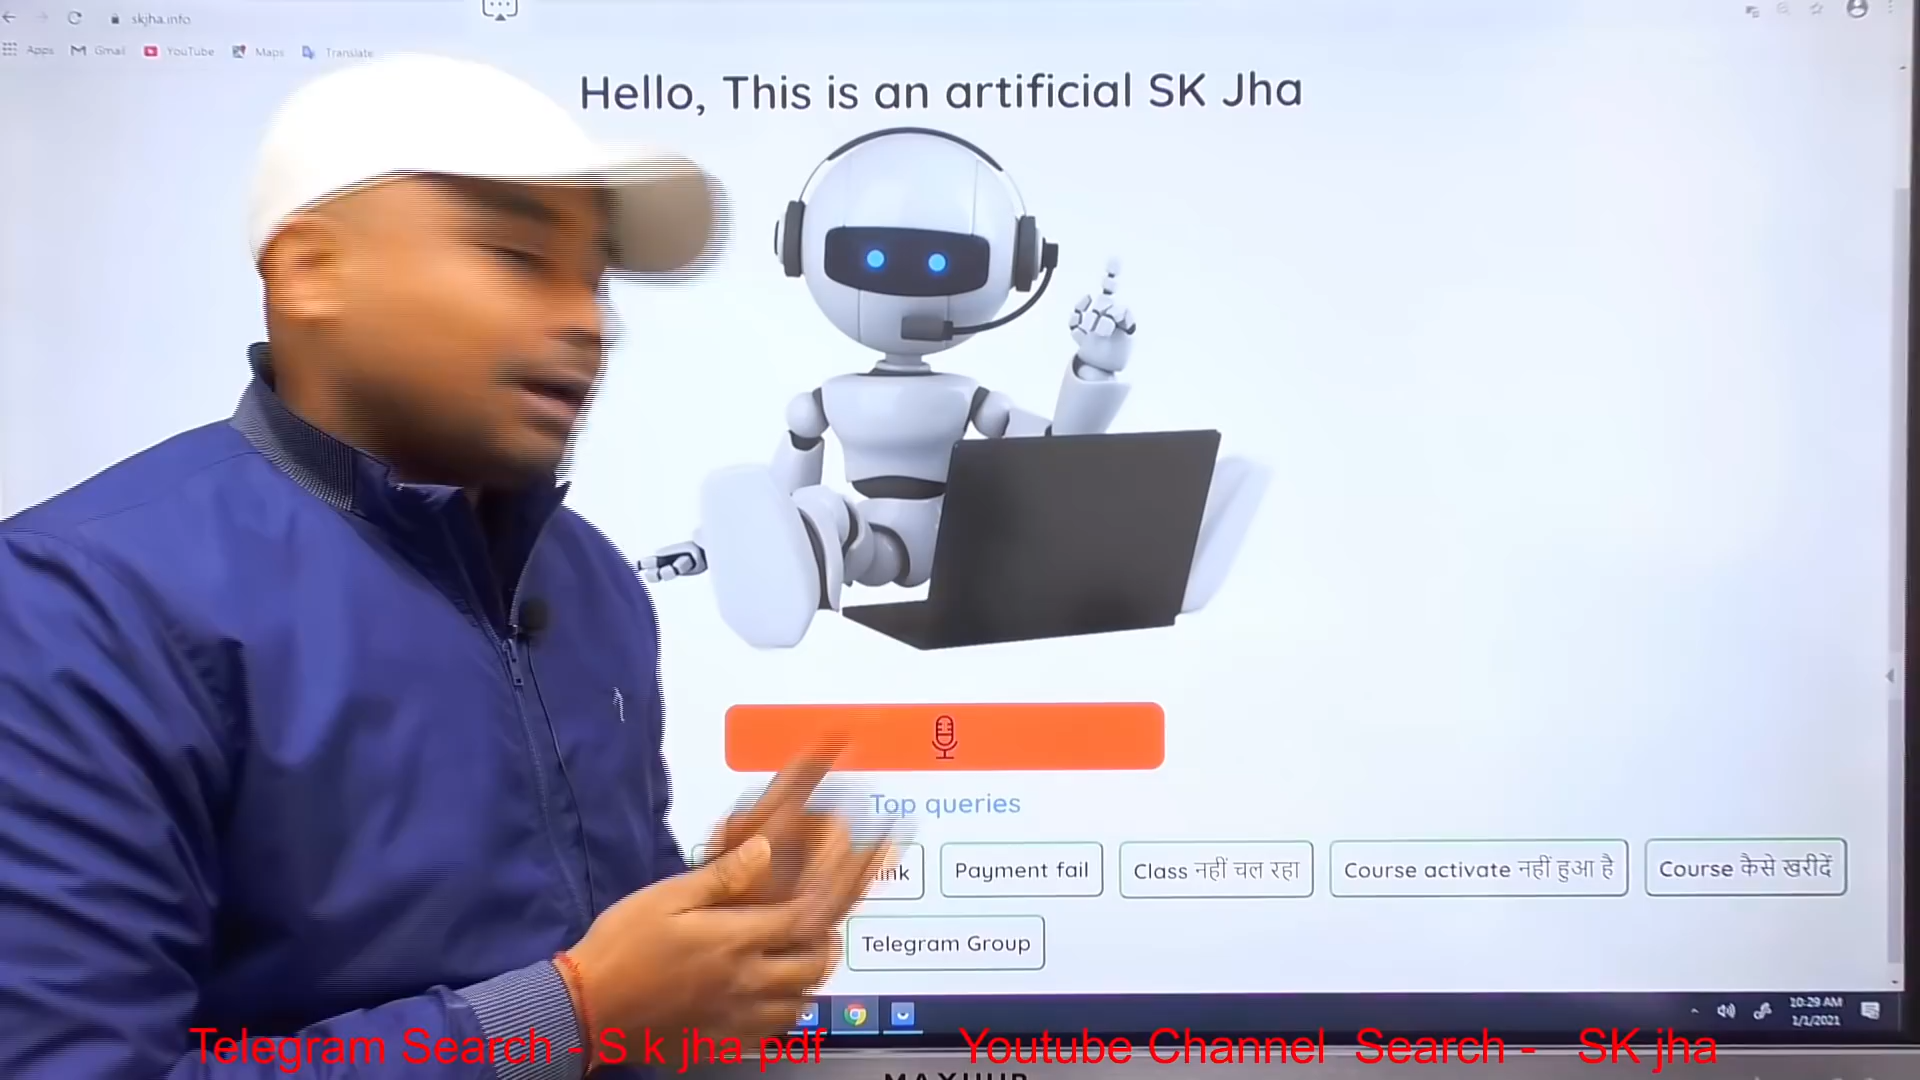 skjha.info
Apps Gmail YouTube Maps Translate
Hello, This is an artificial SK Jha
Top queries
Payment fail Class नहीं चल रहा Course activate नहीं हुआ है Course कैसे खरीदें
Telegram Group
10:29 AM
1/1/2021
Telegram Search - S k jha pdf Youtube Channel Search - SK jha